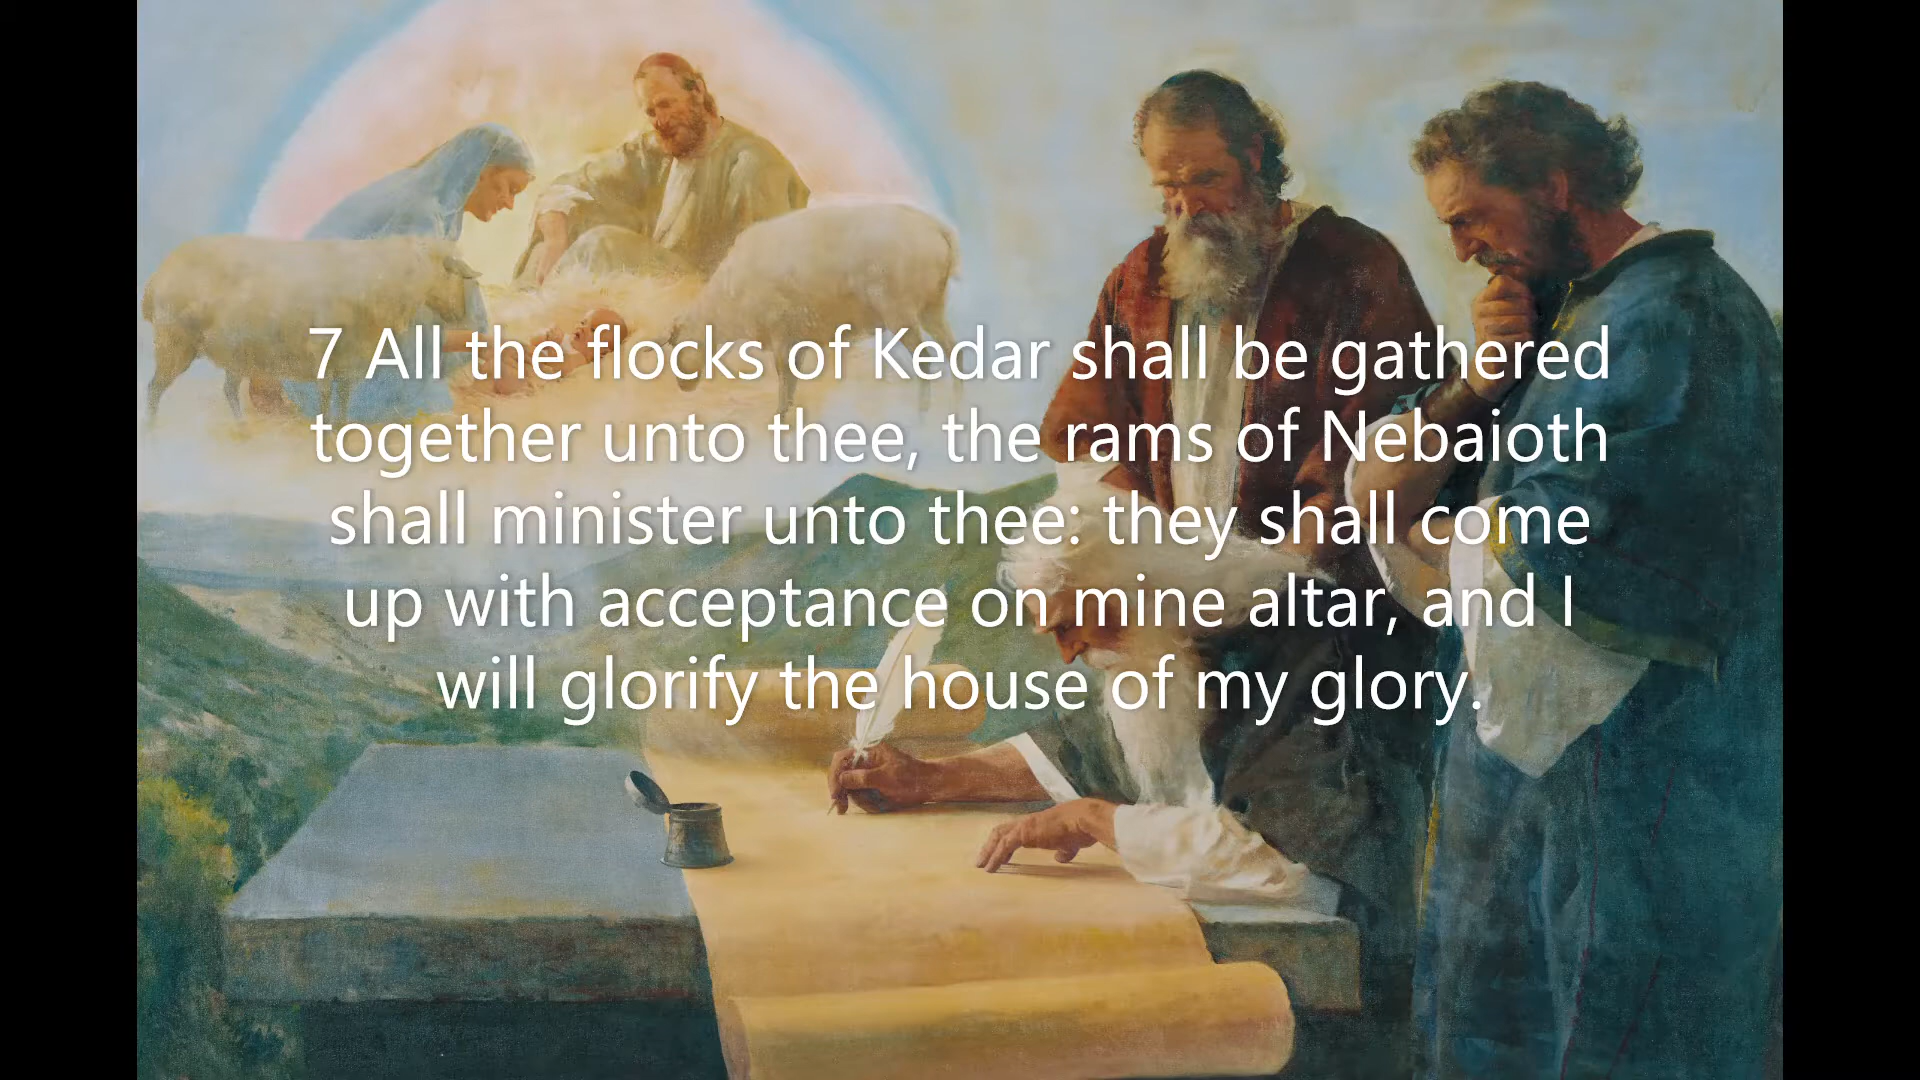 7 All the flocks of Kedar shall be gathered
together unto thee, the rams of Nebaioth
shall minister unto thee: they shall come
up with acceptance on mine altar, and I
will glorify the house of my glory.